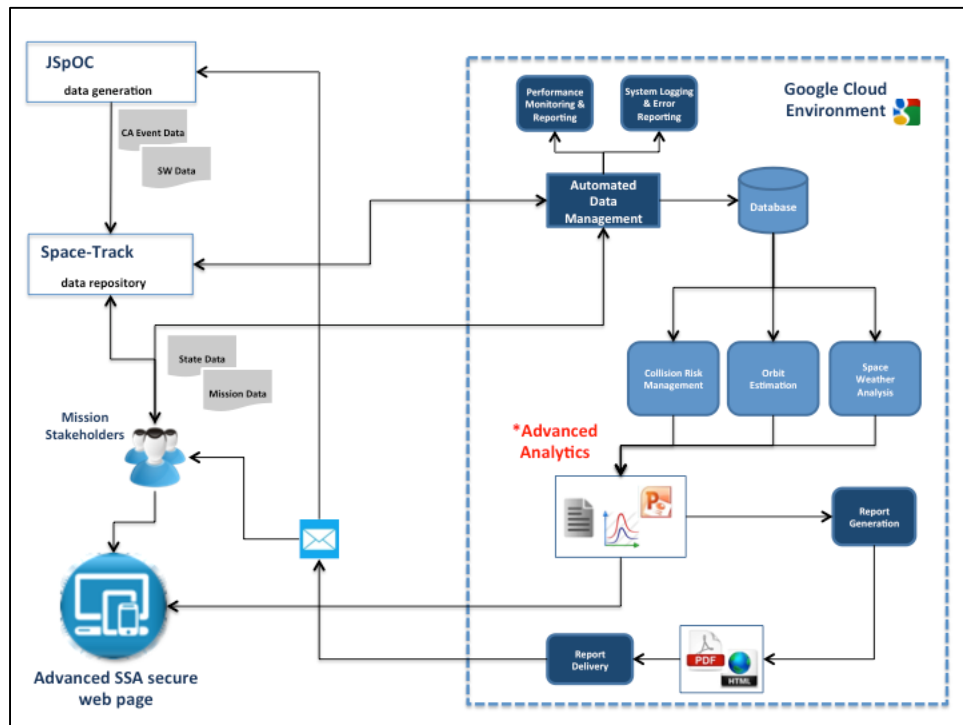 JSpOC
data generation
CA Event Data
SW Data
Space-Track
data repository
State Data
Mission Data
Mission
Stakeholders
Advanced SSA secure
web page
Google Cloud
Environment
Performance
Monitoring &
Reporting
System Logging
& Error
Reporting
Automated
Data
Management
Database
Collision Risk
Management
Orbit
Estimation
Space
Weather
Analysis
*Advanced
Analytics
P
Report
Generation
Report
Delivery
PDF
HTML